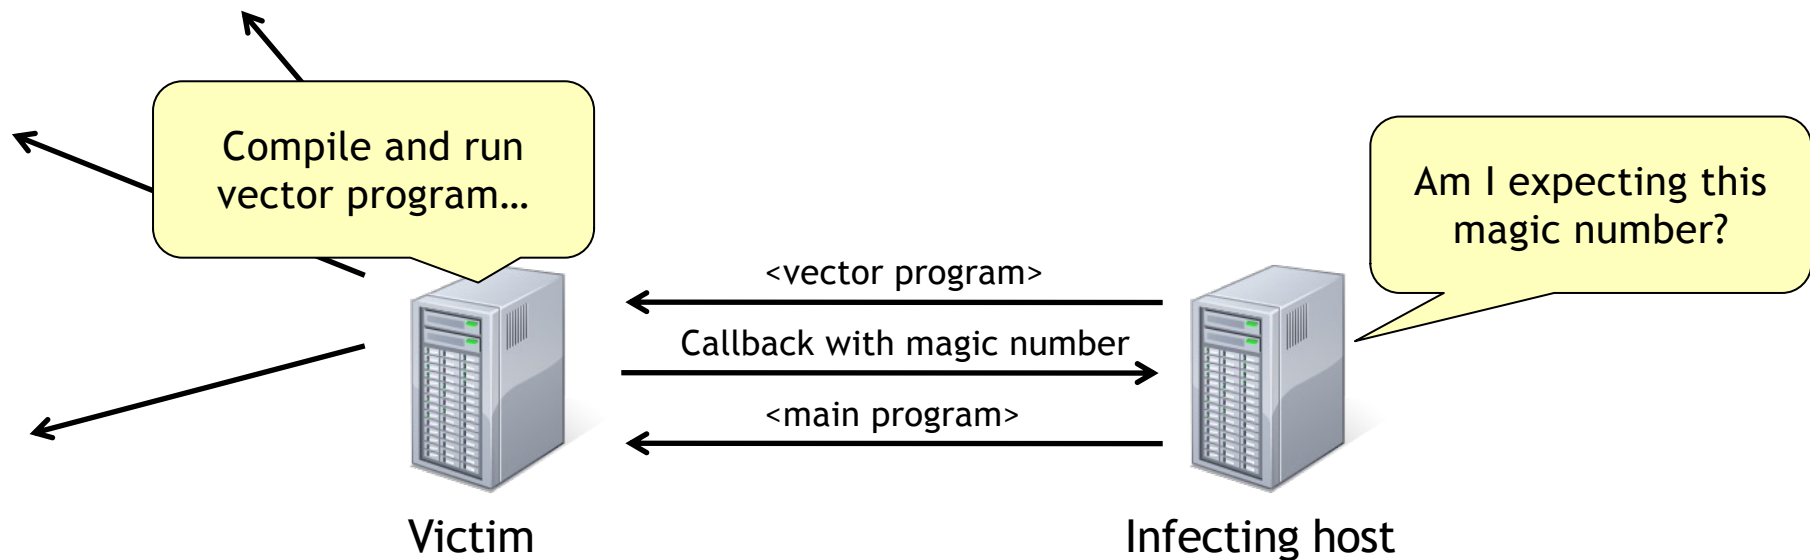 Compile and run
vector program…
Am I expecting this
magic number?
<vector program>
Callback with magic number
<main program>
Victim
Infecting host